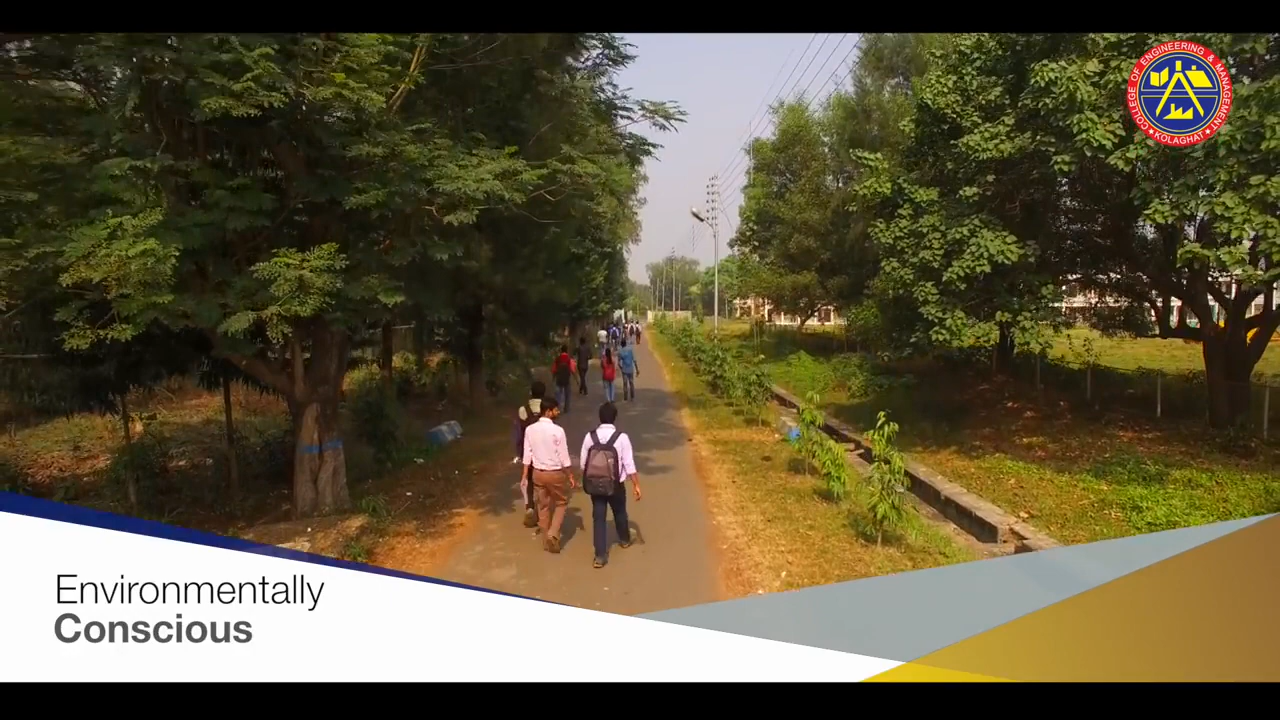 COLLEGE OF ENGINEERING & MANAGEMENT
★ KOLAGHAT ★
Environmentally
Conscious